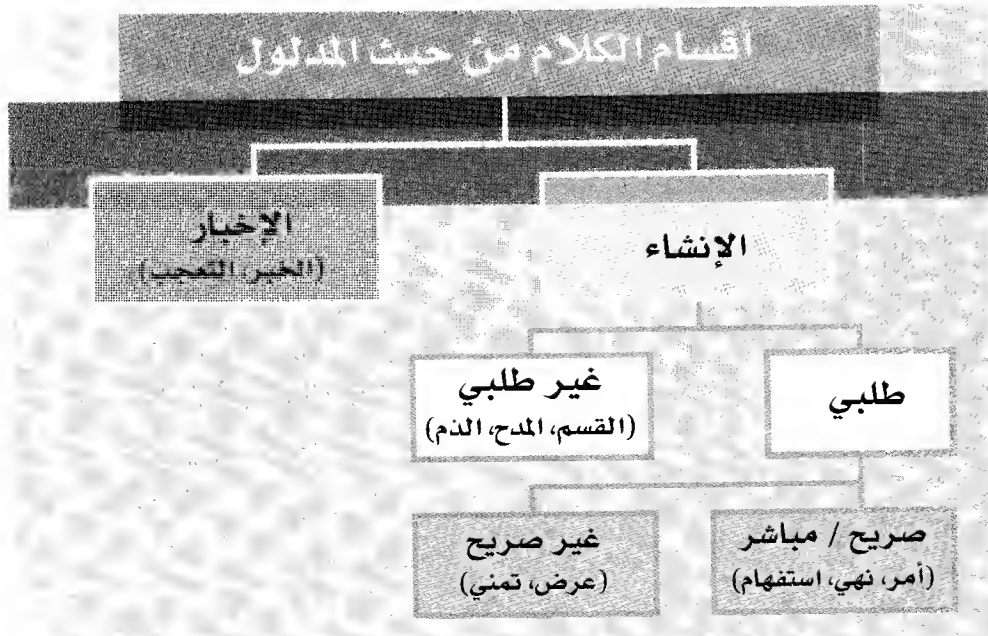 أقسام الكلام من حيث المدلول
الإنشاء
الإخبار
(الخبر، التعجب)
طلبي
غير طلبي
(القسم، المدح، الذم)
صريح / مباشر
(أمر، نهي، استفهام)
غير صريح
(عرض، تمني)